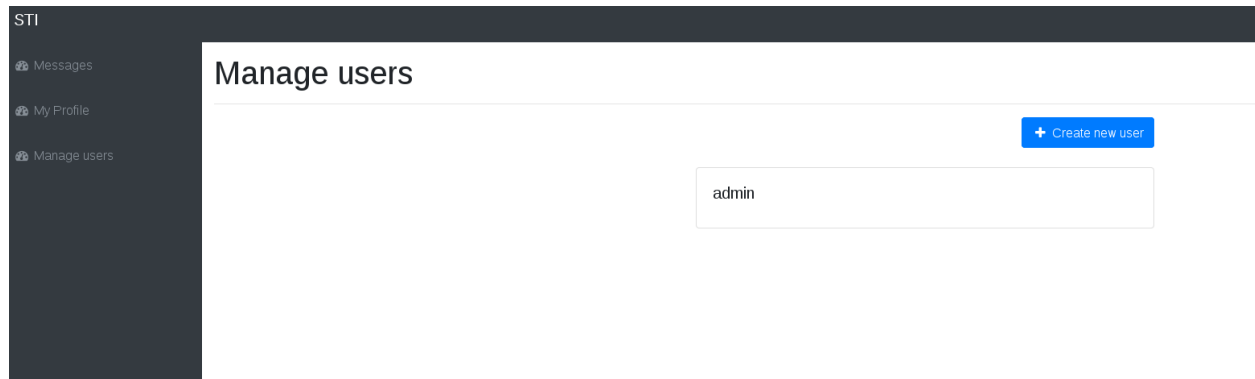 STI
Messages
My Profile
Manage users
Manage users
Create new user
admin